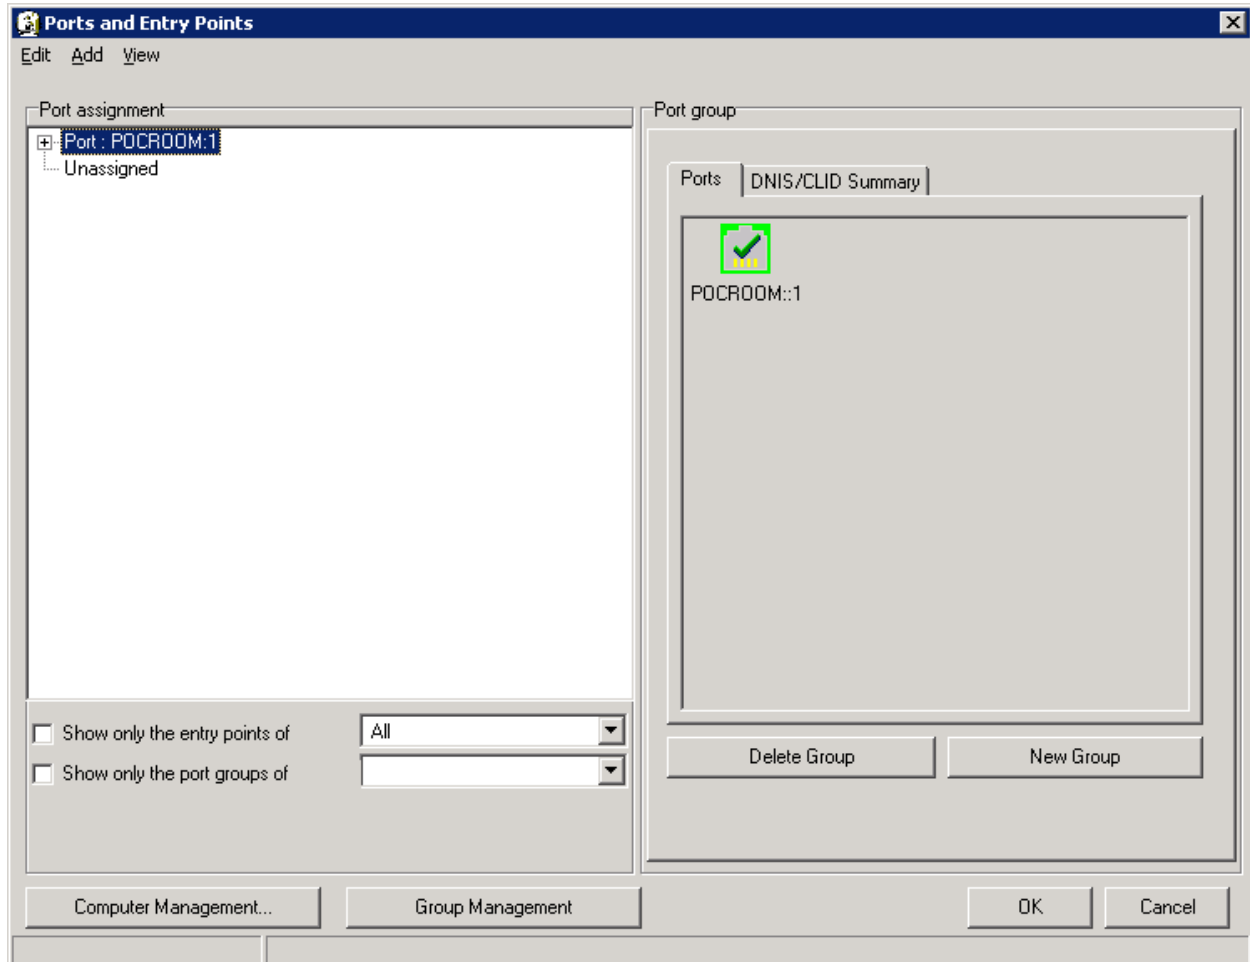 Ports and Entry Points
Edit Add View
Port assignment
Port : POCROOM:1
Unassigned
Show only the entry points of All
Show only the port groups of
Port group
Ports DNIS/CLID Summary
POCROOM::1
Delete Group New Group
Computer Management... Group Management OK Cancel